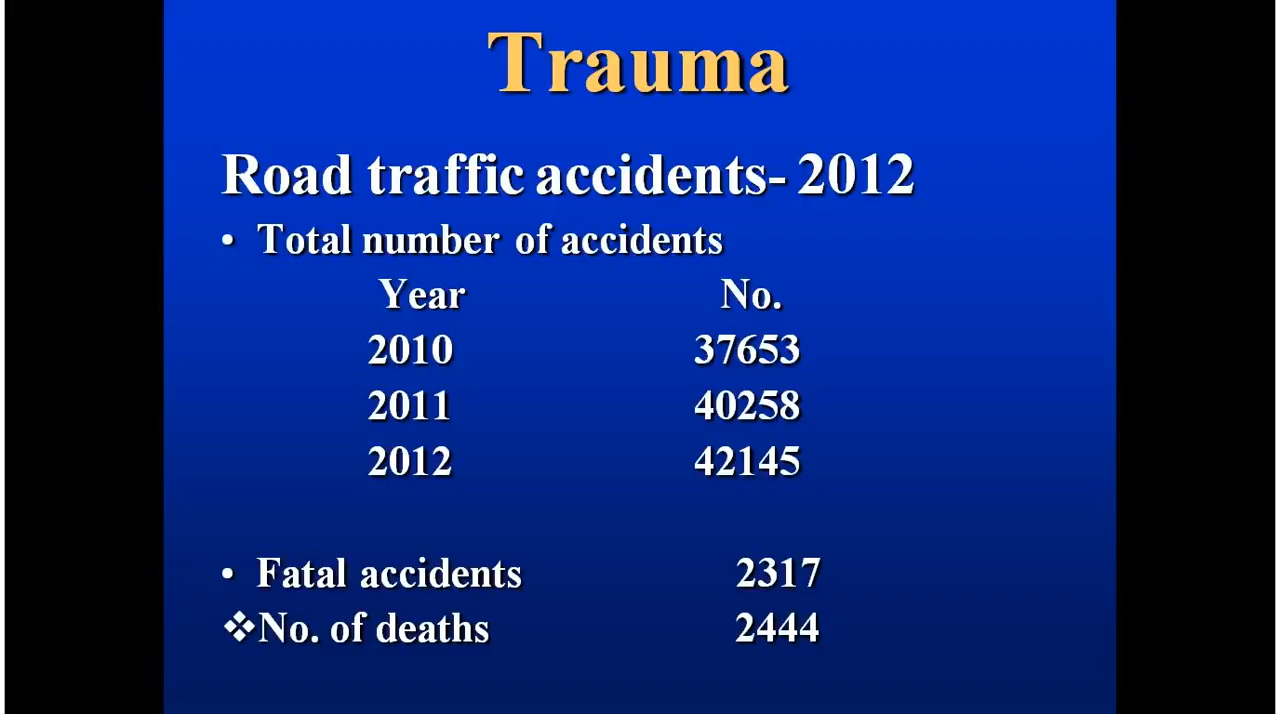 Trauma
Road traffic accidents- 2012
• Total number of accidents
Year No.
2010 37653
2011 40258
2012 42145
• Fatal accidents 2317
❖No. of deaths 2444